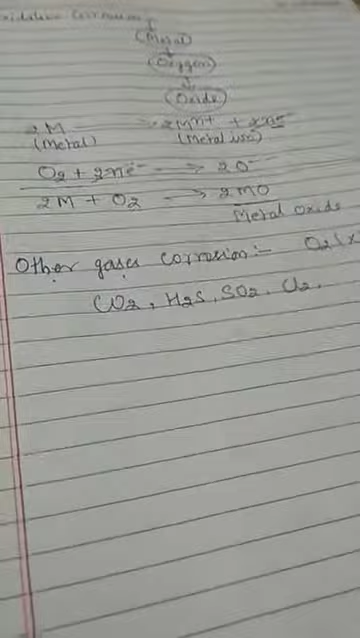 Oxidation Corrosion
(Metal)
↓
(Oxygen)
↓
(Oxide)
2M → 2Mn+ + 2ne-
(Metal) (Metal ion)
O2 + 2ne- → 2O-
2M + O2 → 2MO
Metal Oxide
Other gases corrosion:- O2(x
CO2, H2S, SO2, Cl2.